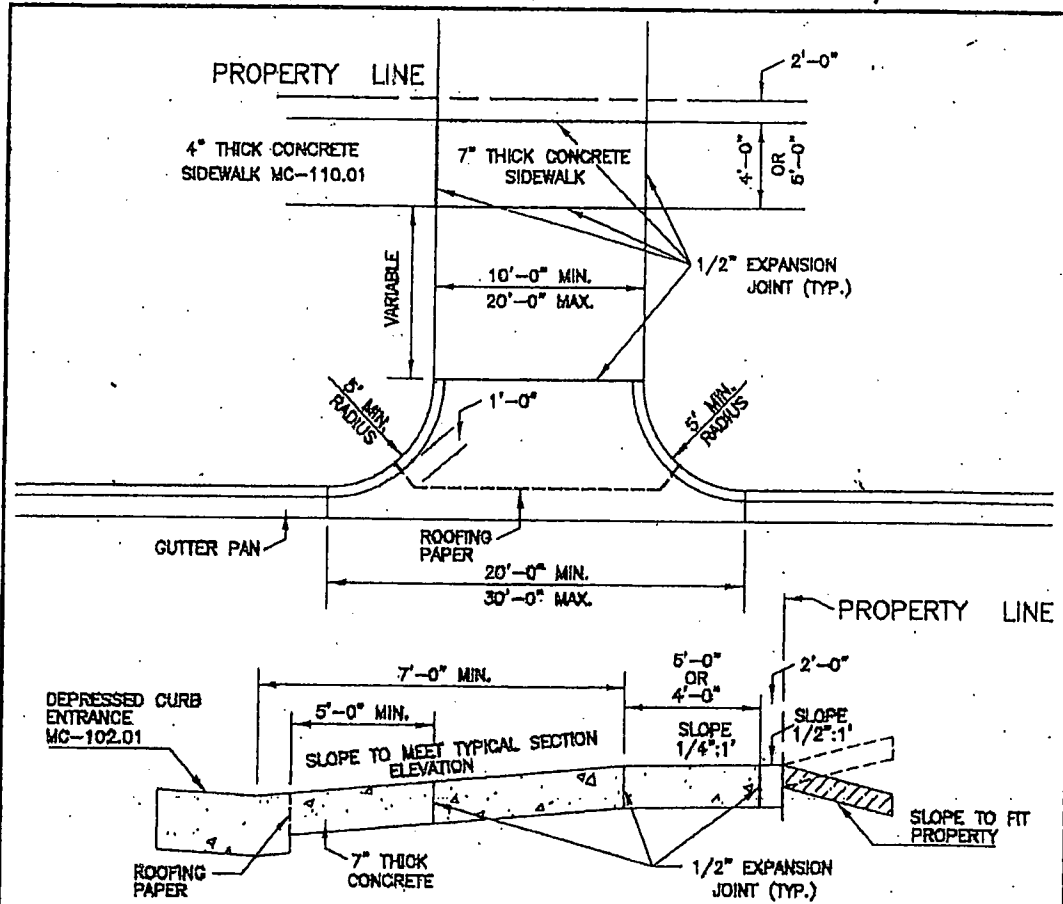 2'-0"
PROPERTY LINE
4" THICK CONCRETE
SIDEWALK MC-110.01
7" THICK CONCRETE
SIDEWALK
4'-0"
OR
5'-0"
VARIABLE
10'-0" MIN.
20'-0" MAX.
1/2" EXPANSION
JOINT (TYP.)
5' MIN.
RADIUS
1'-0"
5' MIN.
RADIUS
GUTTER PAN
ROOFING
PAPER
20'-0" MIN.
30'-0" MAX.
PROPERTY LINE
7'-0" MIN.
5'-0"
OR
4'-0"
2'-0"
DEPRESSED CURB
ENTRANCE
MC-102.01
5'-0" MIN.
SLOPE TO MEET TYPICAL SECTION
ELEVATION
SLOPE
1/4":1'
SLOPE
1/2":1'
SLOPE TO FIT
PROPERTY
ROOFING
PAPER
7" THICK
CONCRETE
1/2" EXPANSION
JOINT (TYP.)